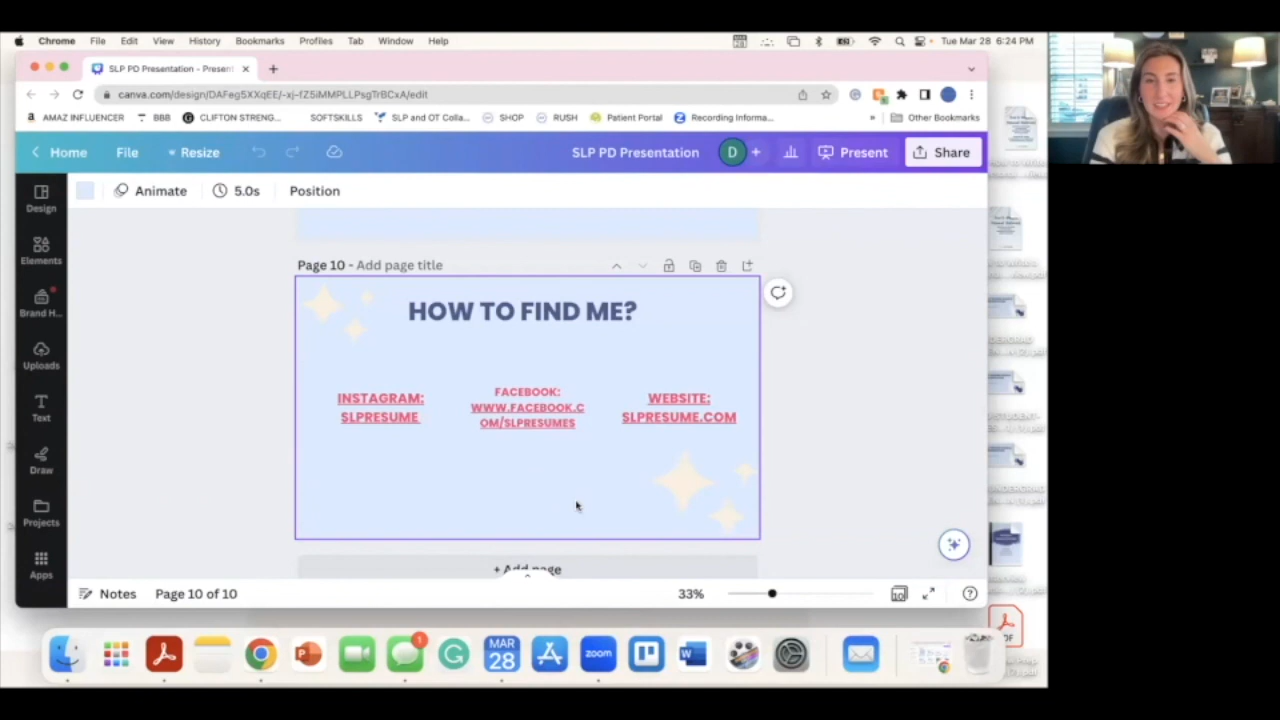 Chrome File Edit View History Bookmarks Profiles Tab Window Help Tue Mar 28 6:24 PM
SLP PD Presentation - Present
canva.com/design/DAFeg5XXqEE/-xj-fZ5iMMPLLPsgTrBCxA/edit
AMAZ INFLUENCER BBB CLIFTON STRENG... SOFTSKILLS SLP and OT Colla... SHOP RUSH Patient Portal Recording Informa... » Other Bookmarks
Home File Resize SLP PD Presentation D + Present Share
Animate 5.0s Position
Design
Elements
Brand H...
Uploads
Text
Draw
Projects
Apps
Page 10 - Add page title
HOW TO FIND ME?
INSTAGRAM:
SLPRESUME
FACEBOOK:
WWW.FACEBOOK.C
OM/SLPRESUMES
WEBSITE:
SLPRESUME.COM
+ Add page
Notes Page 10 of 10 33% 10
1
MAR
28
zoom